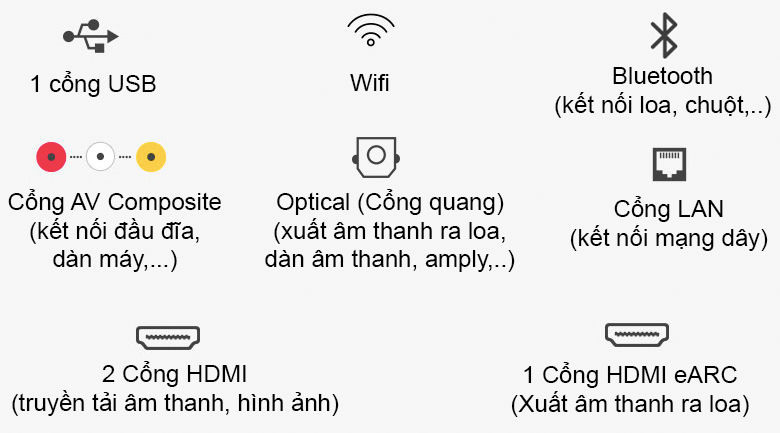 1 cổng USB
Wifi
Bluetooth
(kết nối loa, chuột,..)
Cổng AV Composite
(kết nối đầu đĩa,
dàn máy,...)
Optical (Cổng quang)
(xuất âm thanh ra loa,
dàn âm thanh, amply,..)
Cổng LAN
(kết nối mạng dây)
2 Cổng HDMI
(truyền tải âm thanh, hình ảnh)
1 Cổng HDMI eARC
(Xuất âm thanh ra loa)